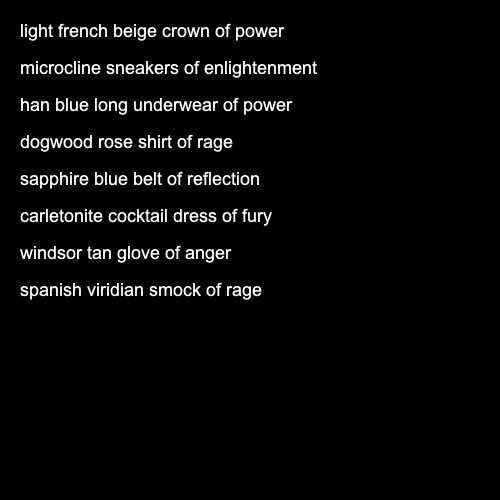 light french beige crown of power
microcline sneakers of enlightenment
han blue long underwear of power
dogwood rose shirt of rage
sapphire blue belt of reflection
carletonite cocktail dress of fury
windsor tan glove of anger
spanish viridian smock of rage